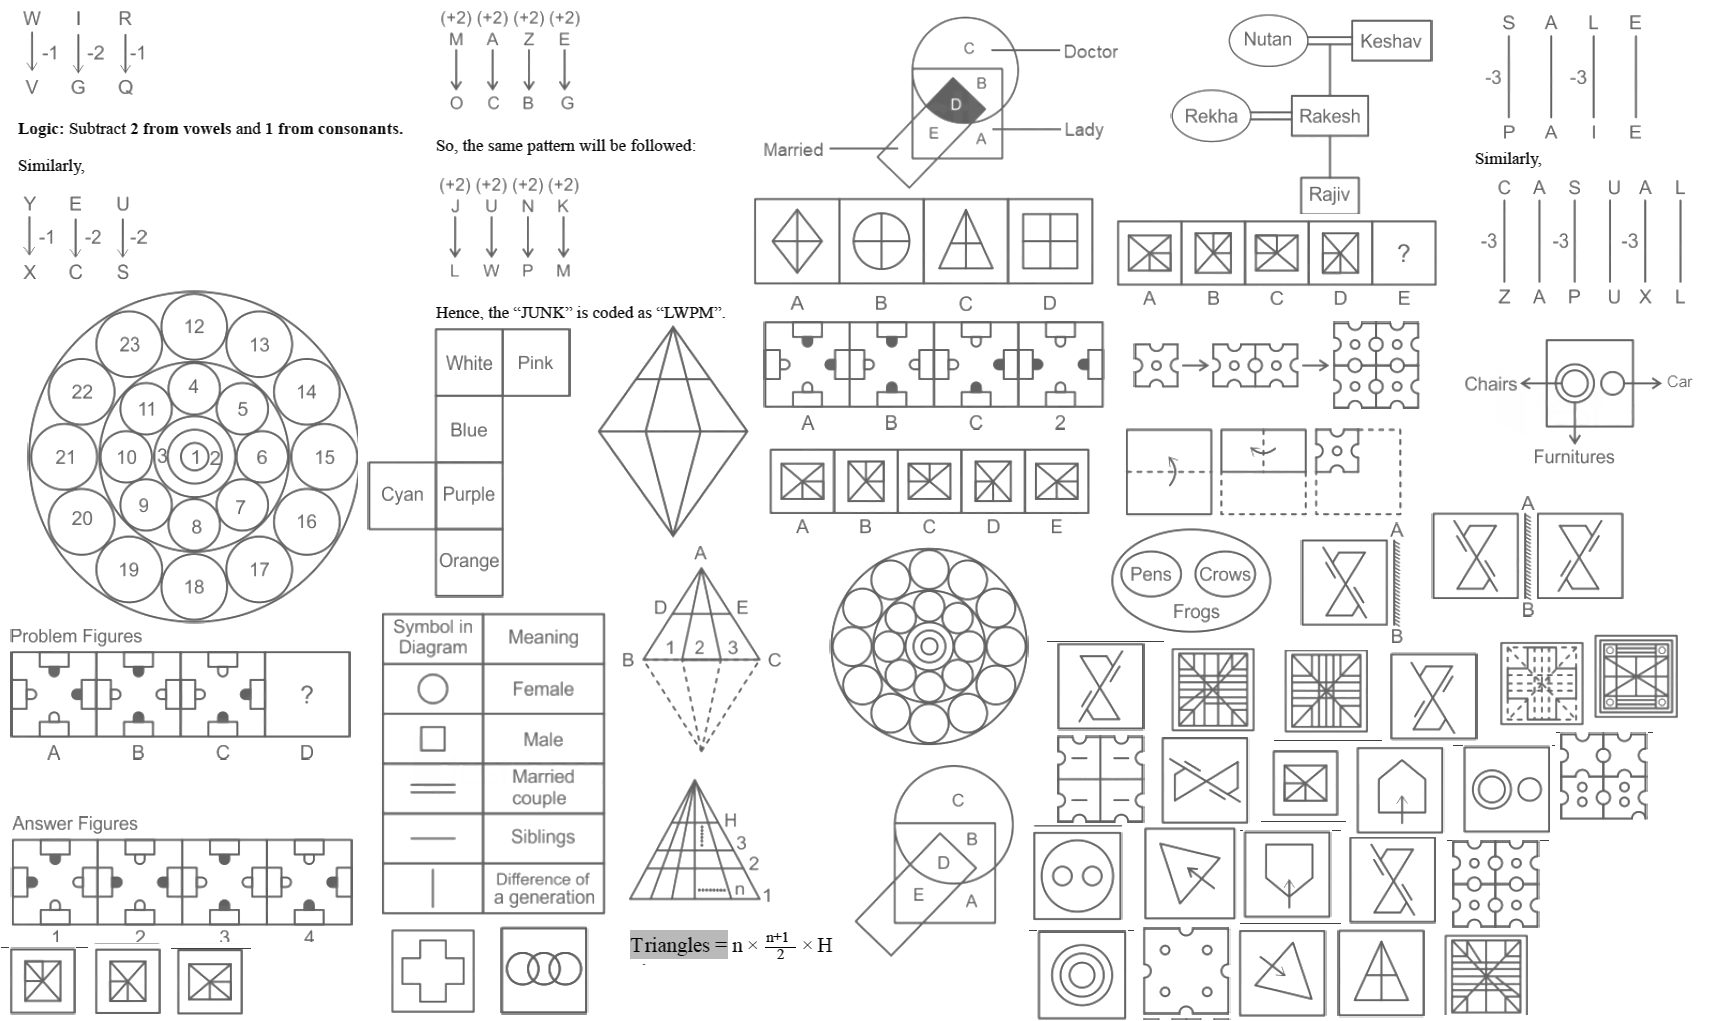 W I R
-1 -2 -1
V G Q
Logic: Subtract 2 from vowels and 1 from consonants.
Similarly,
Y E U
-1 -2 -2
X C S
(+2) (+2) (+2) (+2)
M A Z E
O C B G
So, the same pattern will be followed:
(+2) (+2) (+2) (+2)
J U N K
L W P M
Hence, the “JUNK” is coded as “LWPM”.
C
Doctor
B
D
E
A
Lady
Married
Nutan
Keshav
Rekha
Rakesh
Rajiv
S A L E
-3 -3
P A I E
Similarly,
C A S U A L
-3 -3 -3
Z A P U X L
A B C D
?
A B C D E
12
23 13
22 4 14
11 5
21 10 3 1 2 6 15
9 7
20 8 16
19 17
18
White Pink
Blue
Cyan Purple
Orange
A B C 2
Chairs
Car
Furnitures
A B C D E
Pens Crows
Frogs
A
B
A
B
A
D E
1 2 3
B C
Problem Figures
?
A B C D
Answer Figures
1 2 3 4
Symbol in Diagram
Meaning
Female
Male
Married couple
Siblings
Difference of a generation
H
3
2
n 1
Triangles = n × n+1/2 × H
C
B
D
E
A